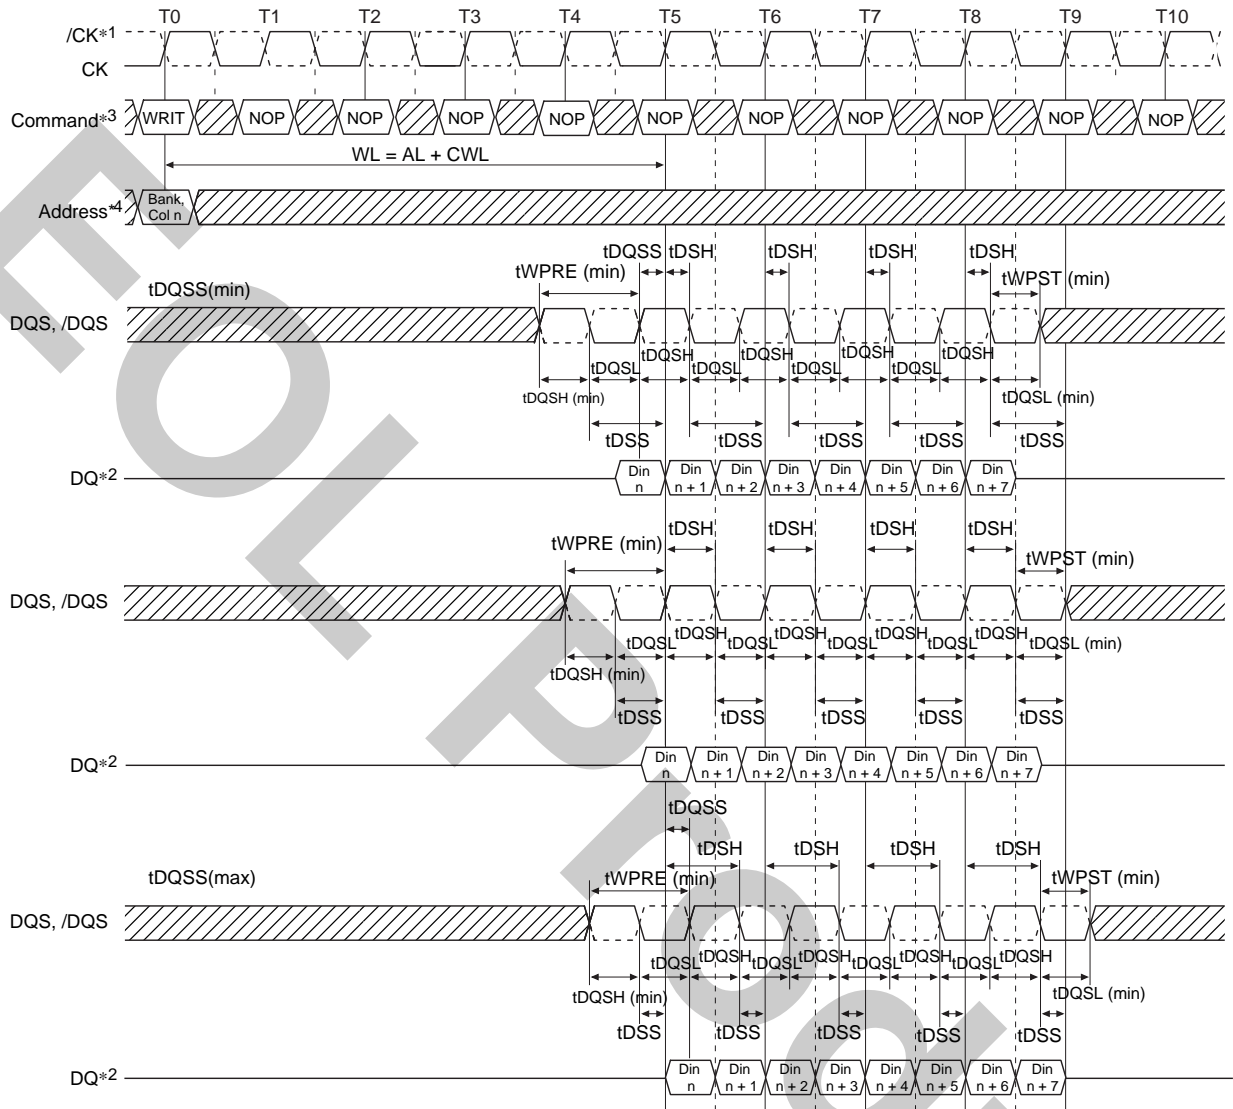 T0 T1 T2 T3 T4 T5 T6 T7 T8 T9 T10
/CK*1
CK
Command*3 WRIT NOP NOP NOP NOP NOP NOP NOP NOP NOP NOP
WL = AL + CWL
Address*4 Bank, Col n
tDQSS tDSH tDSH tDSH tDSH
tWPRE (min) tWPST (min)
tDQSS(min)
DQS, /DQS
tDQSH tDQSH tDQSH tDQSH
tDQSL tDQSL tDQSL tDQSL
tDQSH (min) tDQSL (min)
tDSS tDSS tDSS tDSS tDSS
DQ*2 Din n Din n + 1 Din n + 2 Din n + 3 Din n + 4 Din n + 5 Din n + 6 Din n + 7
tDSH tDSH tDSH tDSH
tWPRE (min) tWPST (min)
DQS, /DQS
tDQSL tDQSH tDQSL tDQSH tDQSL tDQSH tDQSL tDQSH tDQSL (min)
tDQSH (min)
tDSS tDSS tDSS tDSS tDSS
DQ*2 Din n Din n + 1 Din n + 2 Din n + 3 Din n + 4 Din n + 5 Din n + 6 Din n + 7
tDQSS
tDSH tDSH tDSH tDSH
tDQSS(max) tWPRE (min) tWPST (min)
DQS, /DQS
tDQSL tDQSH tDQSL tDQSH tDQSL tDQSH tDQSL tDQSH
tDQSH (min) tDQSL (min)
tDSS tDSS tDSS tDSS tDSS
DQ*2 Din n Din n + 1 Din n + 2 Din n + 3 Din n + 4 Din n + 5 Din n + 6 Din n + 7
EOL Prod